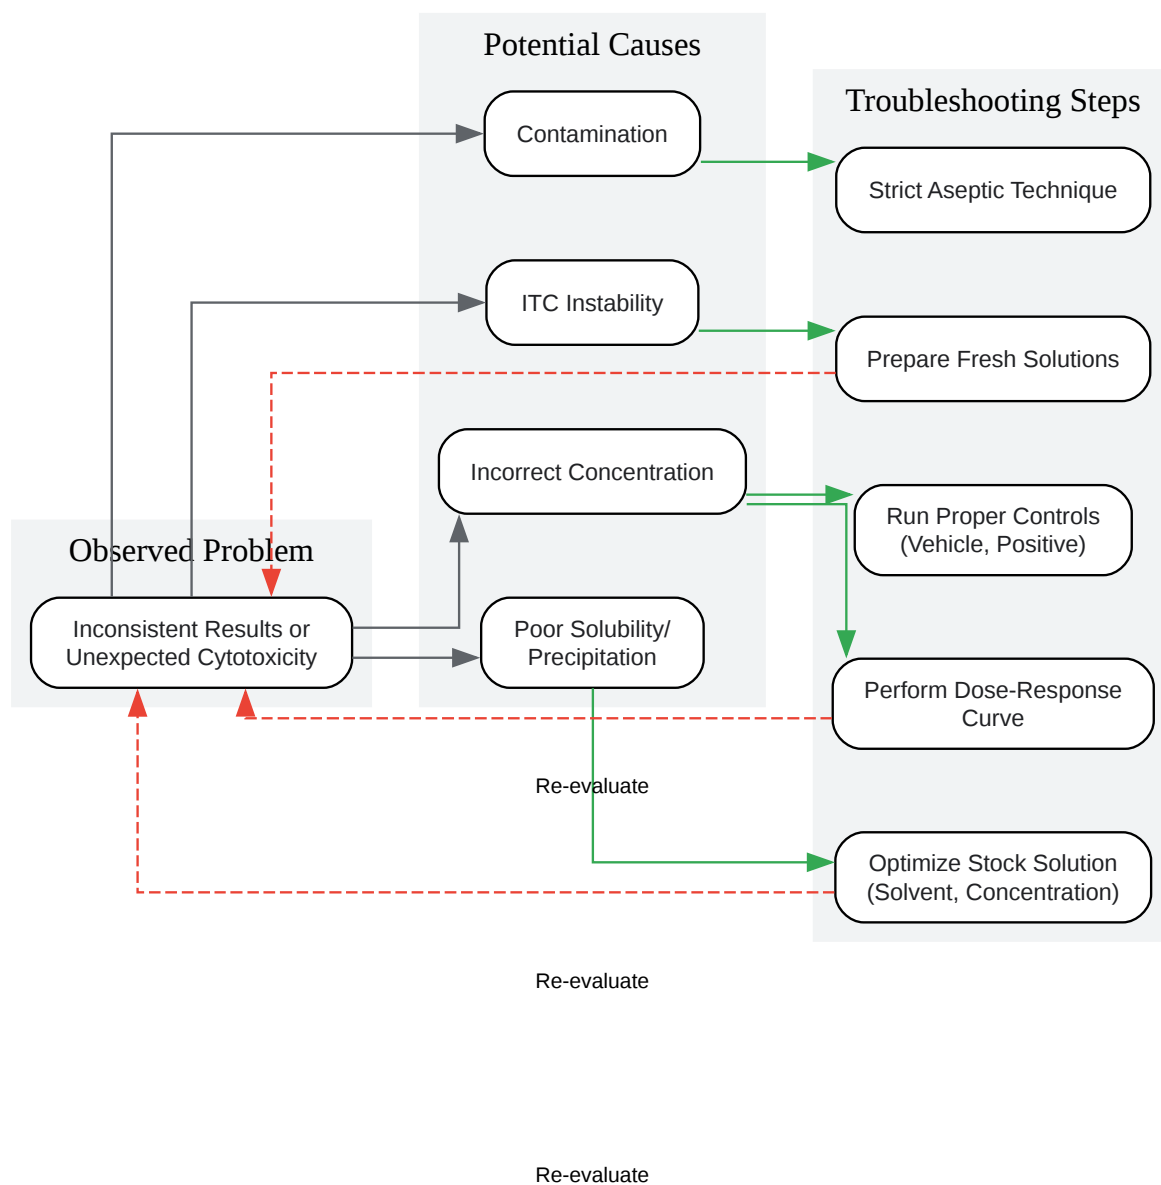 Potential Causes
Troubleshooting Steps
Contamination
Strict Aseptic Technique
ITC Instability
Prepare Fresh Solutions
Incorrect Concentration
Run Proper Controls
(Vehicle, Positive)
Observed Problem
Inconsistent Results or
Unexpected Cytotoxicity
Poor Solubility/
Precipitation
Perform Dose-Response
Curve
Re-evaluate
Optimize Stock Solution
(Solvent, Concentration)
Re-evaluate
Re-evaluate